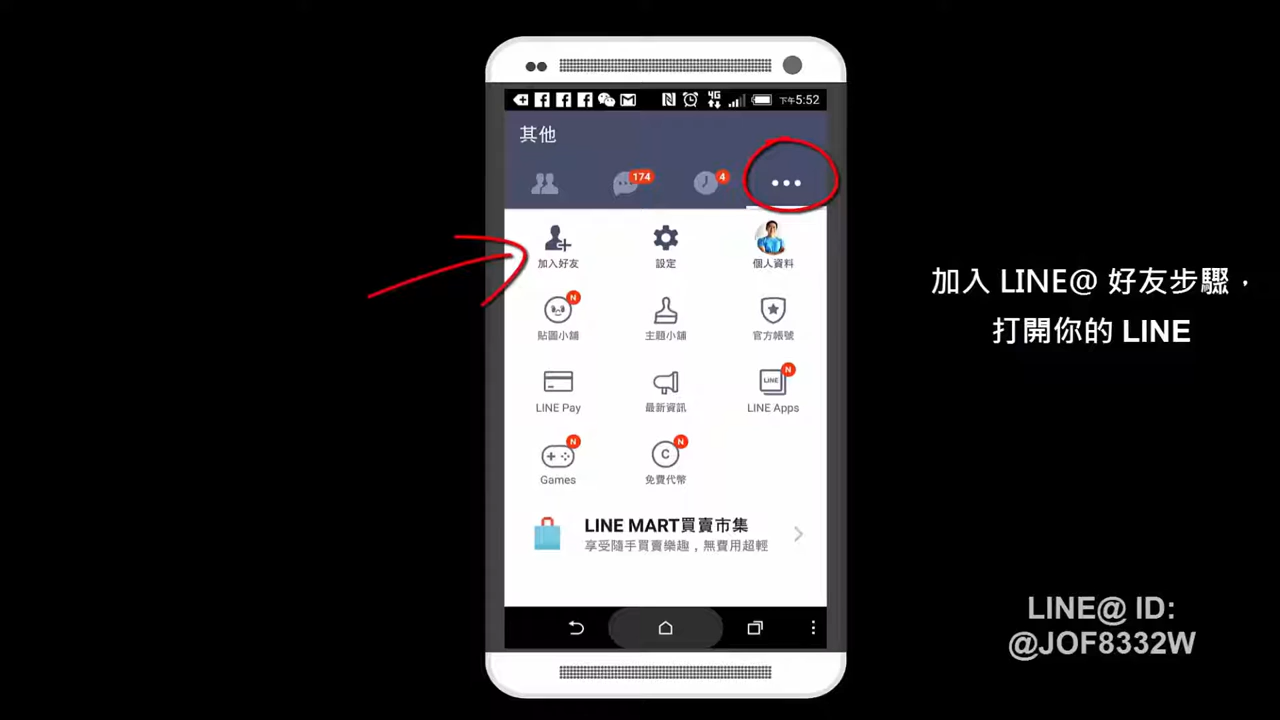 下午5:52
其他
174
4
加入好友
設定
個人資料
N
貼圖小舖
主題小舖
官方帳號
LINE
N
LINE Pay
最新資訊
LINE Apps
N
N
C
Games
免費代幣
LINE MART買賣市集
享受隨手買賣樂趣，無費用超輕
加入 LINE@ 好友步驟，
打開你的 LINE
LINE@ ID:
@JOF8332W